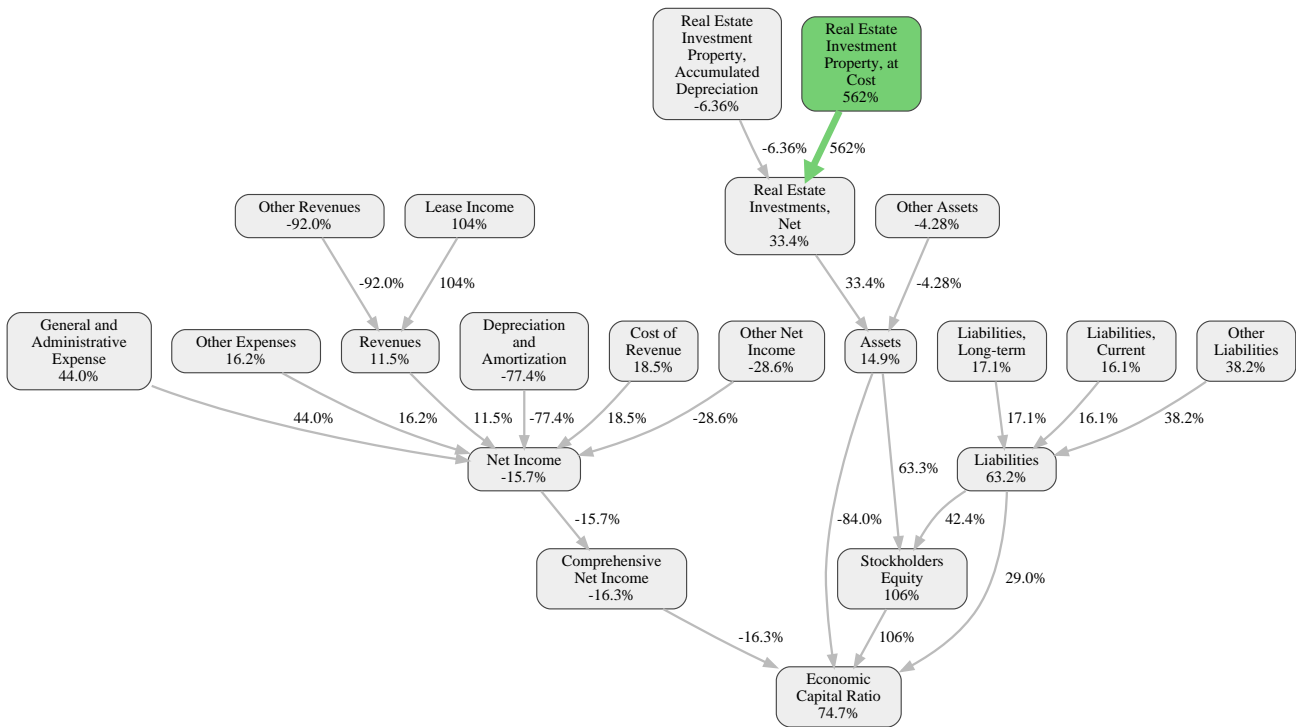 Real Estate
Investment
Property,
Accumulated
Depreciation
-6.36%
Real Estate
Investment
Property, at
Cost
562%
-6.36%
562%
Real Estate
Investments,
Net
33.4%
Other Revenues
-92.0%
Lease Income
104%
Other Assets
-4.28%
-92.0%
104%
33.4%
-4.28%
General and
Administrative
Expense
44.0%
Other Expenses
16.2%
Revenues
11.5%
Depreciation
and
Amortization
-77.4%
Cost of
Revenue
18.5%
Other Net
Income
-28.6%
Assets
14.9%
Liabilities,
Long-term
17.1%
Liabilities,
Current
16.1%
Other
Liabilities
38.2%
44.0%
16.2%
11.5%
-77.4%
18.5%
-28.6%
17.1%
16.1%
38.2%
Net Income
-15.7%
63.3%
Liabilities
63.2%
-15.7%
-84.0%
42.4%
Comprehensive
Net Income
-16.3%
Stockholders
Equity
106%
29.0%
-16.3%
106%
Economic
Capital Ratio
74.7%